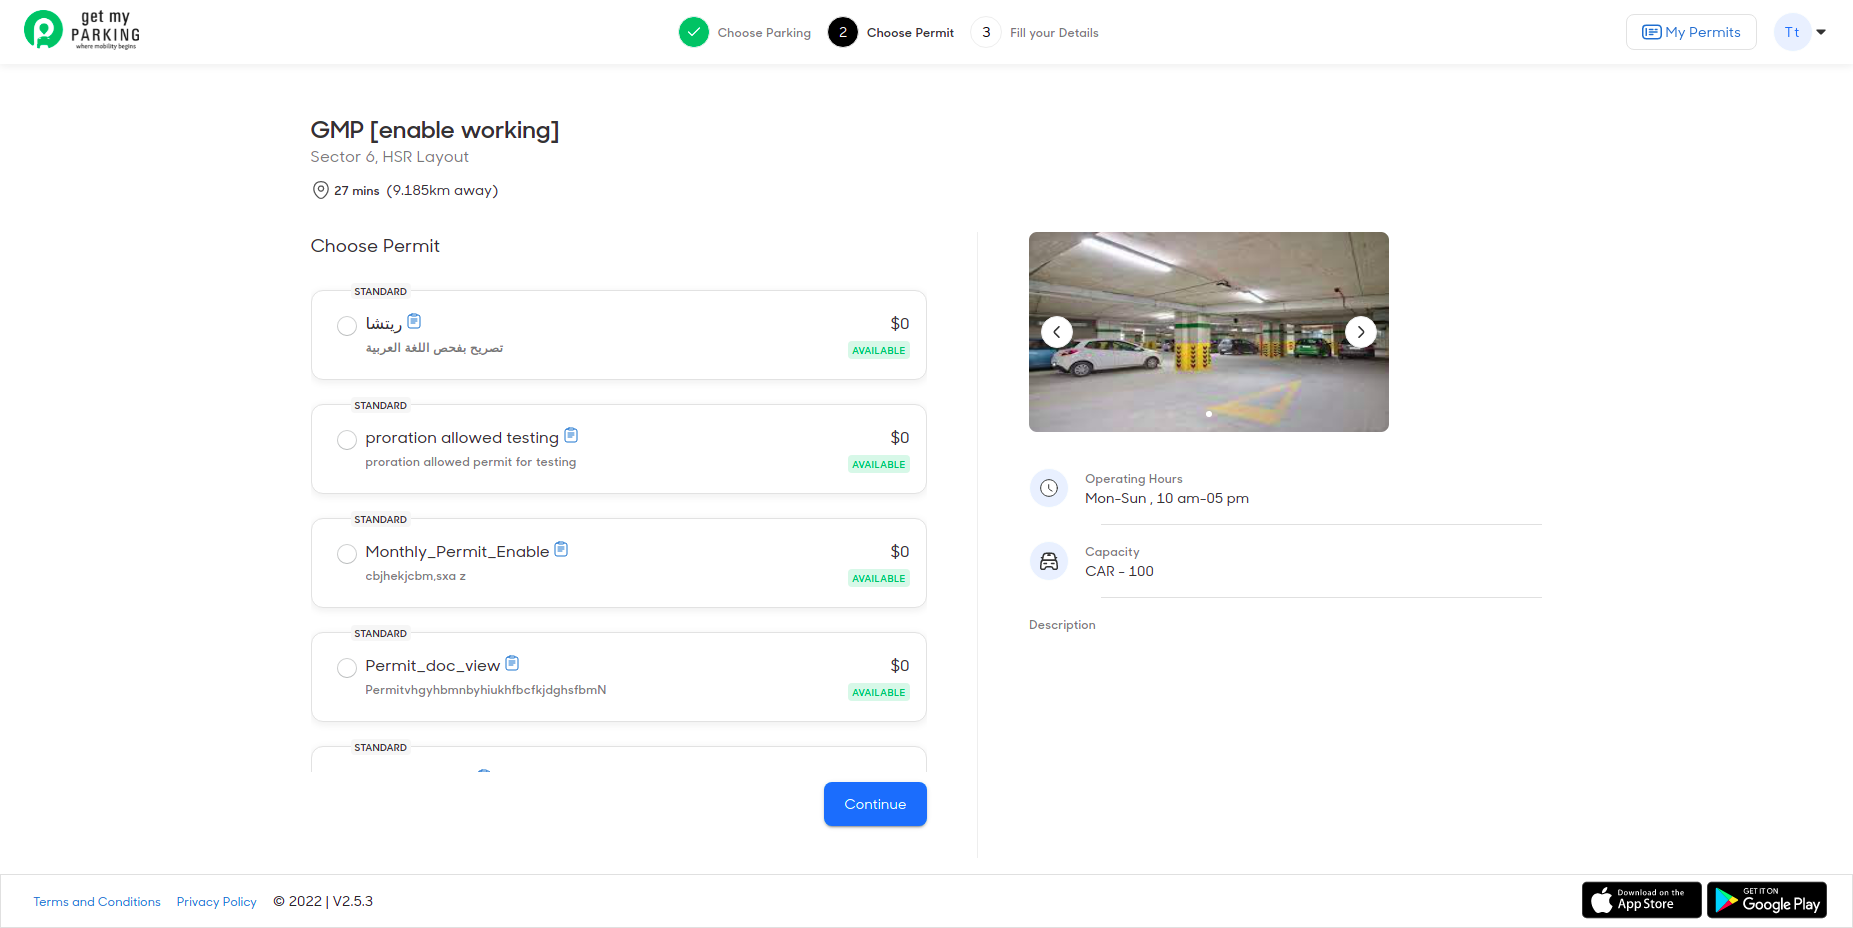 get my
PARKING
where mobility begins
Choose Parking
2
Choose Permit
3
Fill your Details
My Permits
Tt
GMP [enable working]
Sector 6, HSR Layout
27 mins (9.185km away)
Choose Permit
STANDARD
ريتشا
$0
تصريح بفحص اللغة العربية
AVAILABLE
STANDARD
proration allowed testing
$0
proration allowed permit for testing
AVAILABLE
STANDARD
Monthly_Permit_Enable
$0
cbjhekjcbm,sxa z
AVAILABLE
STANDARD
Permit_doc_view
$0
PermitvhgyhbmnbyhiukhfbcfkjdghsfbmN
AVAILABLE
STANDARD
Continue
Operating Hours
Mon-Sun , 10 am-05 pm
Capacity
CAR - 100
Description
Terms and Conditions
Privacy Policy
© 2022 | V2.5.3
Download on the
App Store
GET IT ON
Google Play